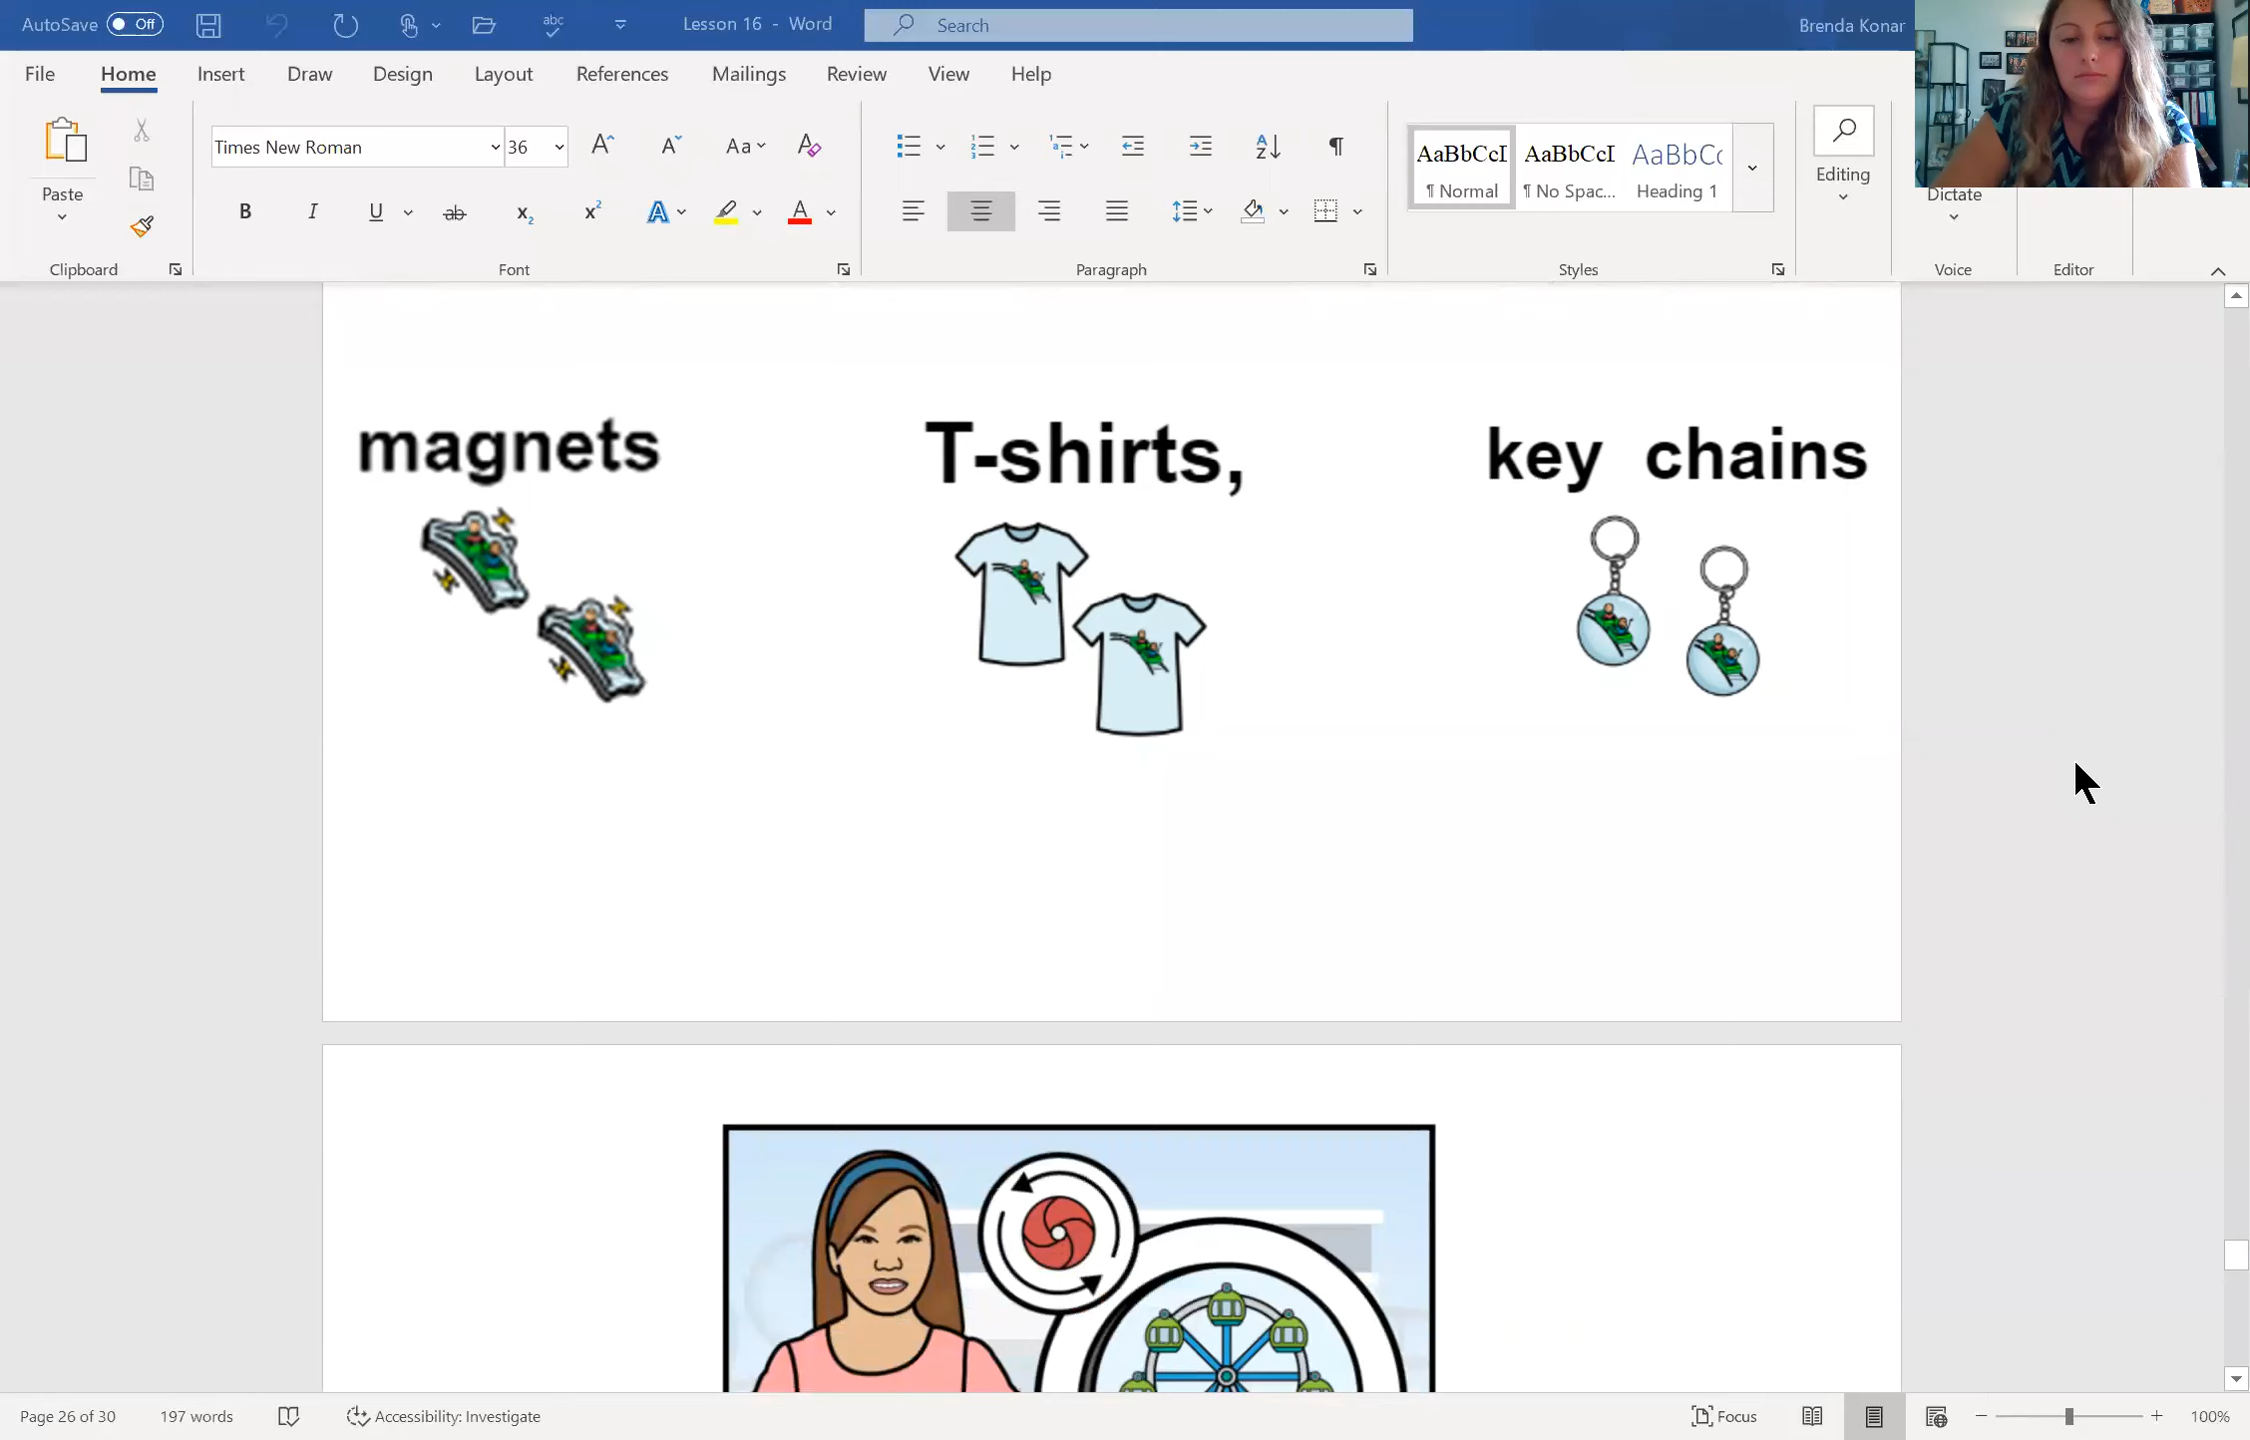 AutoSave Off Lesson 16 - Word Search Brenda Konar
File Home Insert Draw Design Layout References Mailings Review View Help
Paste
Clipboard
Times New Roman 36
Font
Paragraph
AaBbCcI AaBbCcI AaBbCc
¶ Normal ¶ No Spac... Heading 1
Styles
Editing
Dictate
Voice
Editor
magnets T-shirts, key chains
Page 26 of 30 197 words Accessibility: Investigate Focus 100%